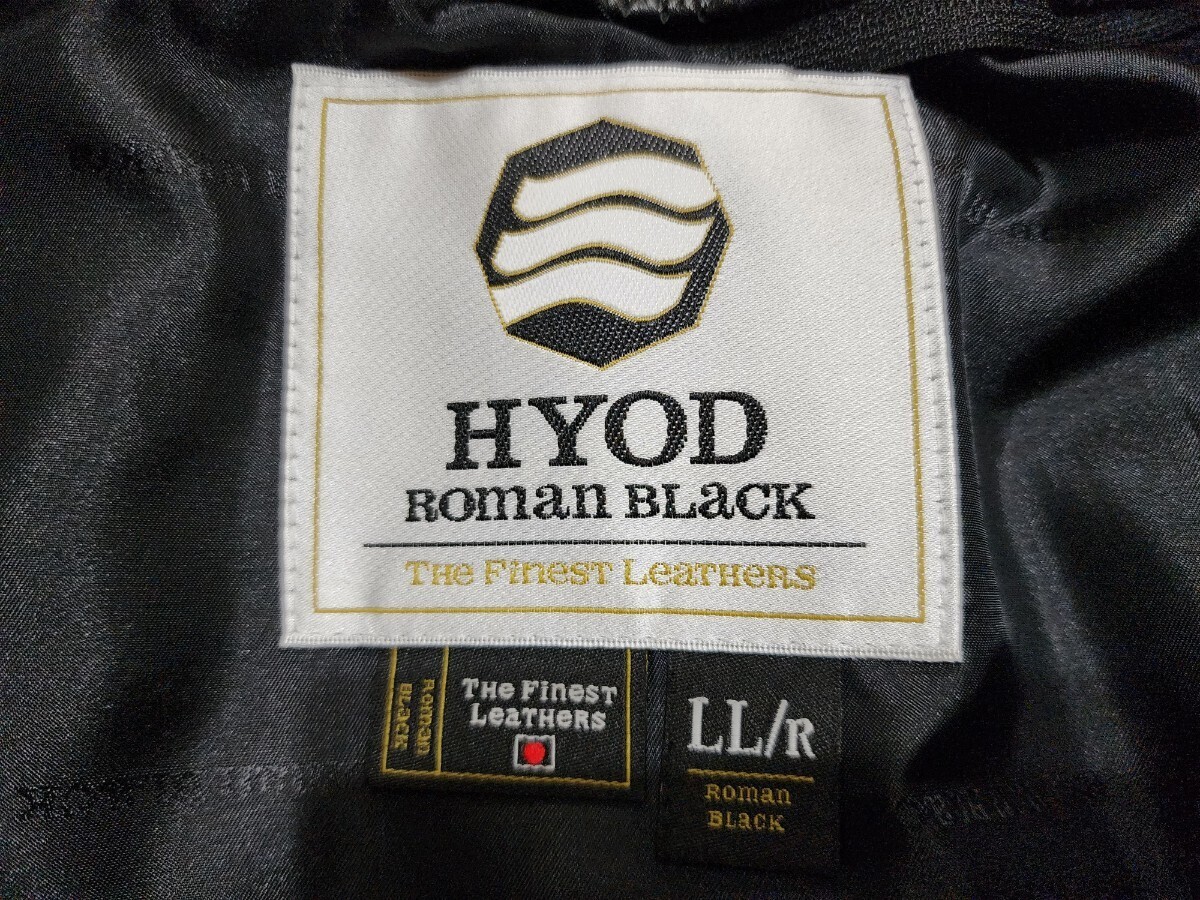 HYOD
Roman Black
The Finest Leathers
Roman
Black
The Finest
Leathers
LL/R
Roman
Black